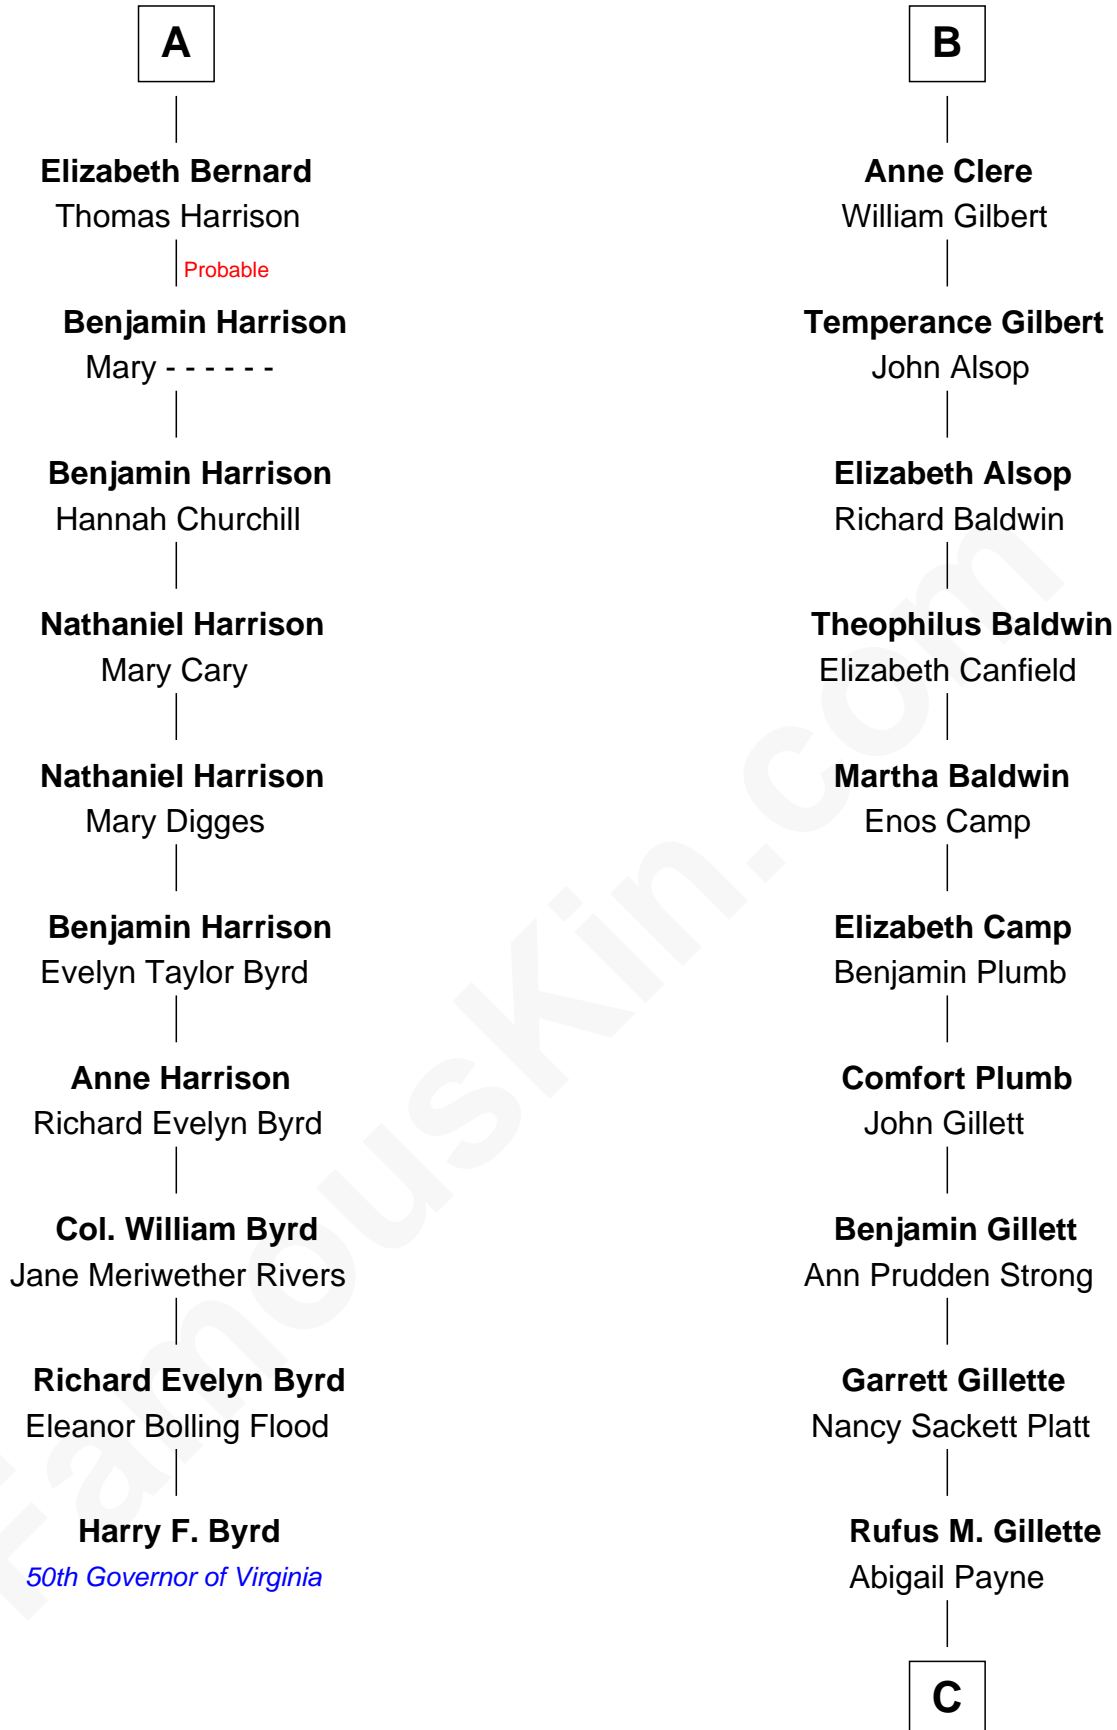 A
Elizabeth Bernard
Thomas Harrison
Probable
Benjamin Harrison
Mary - - - - - -
Benjamin Harrison
Hannah Churchill
Nathaniel Harrison
Mary Cary
Nathaniel Harrison
Mary Digges
Benjamin Harrison
Evelyn Taylor Byrd
Anne Harrison
Richard Evelyn Byrd
Col. William Byrd
Jane Meriwether Rivers
Richard Evelyn Byrd
Eleanor Bolling Flood
Harry F. Byrd
50th Governor of Virginia
B
Anne Clere
William Gilbert
Temperance Gilbert
John Alsop
Elizabeth Alsop
Richard Baldwin
Theophilus Baldwin
Elizabeth Canfield
Martha Baldwin
Enos Camp
Elizabeth Camp
Benjamin Plumb
Comfort Plumb
John Gillett
Benjamin Gillett
Ann Prudden Strong
Garrett Gillette
Nancy Sackett Platt
Rufus M. Gillette
Abigail Payne
C
FamousKin.com